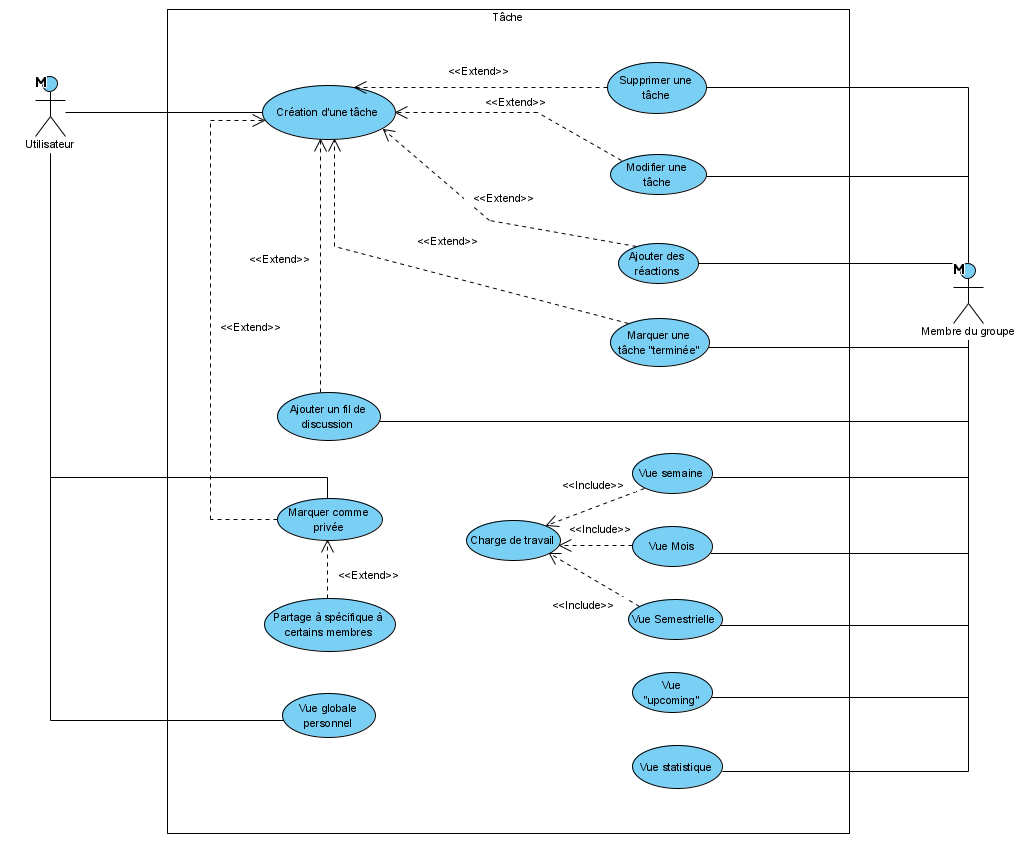 Tâche
<<Extend>>
Supprimer une
tâche
M
Création d'une tâche
<<Extend>>
Utilisateur
Modifier une
tâche
<<Extend>>
<<Extend>>
<<Extend>>
Ajouter des
réactions
M
<<Extend>>
Marquer une
tâche "terminée"
Membre du groupe
Ajouter un fil de
discussion
Vue semaine
<<Include>>
Marquer comme
privée
<<Include>>
Charge de travail
Vue Mois
<<Extend>>
<<Include>>
Partage à spécifique à
certains membres
Vue Semestrielle
Vue
"upcoming"
Vue globale
personnel
Vue statistique